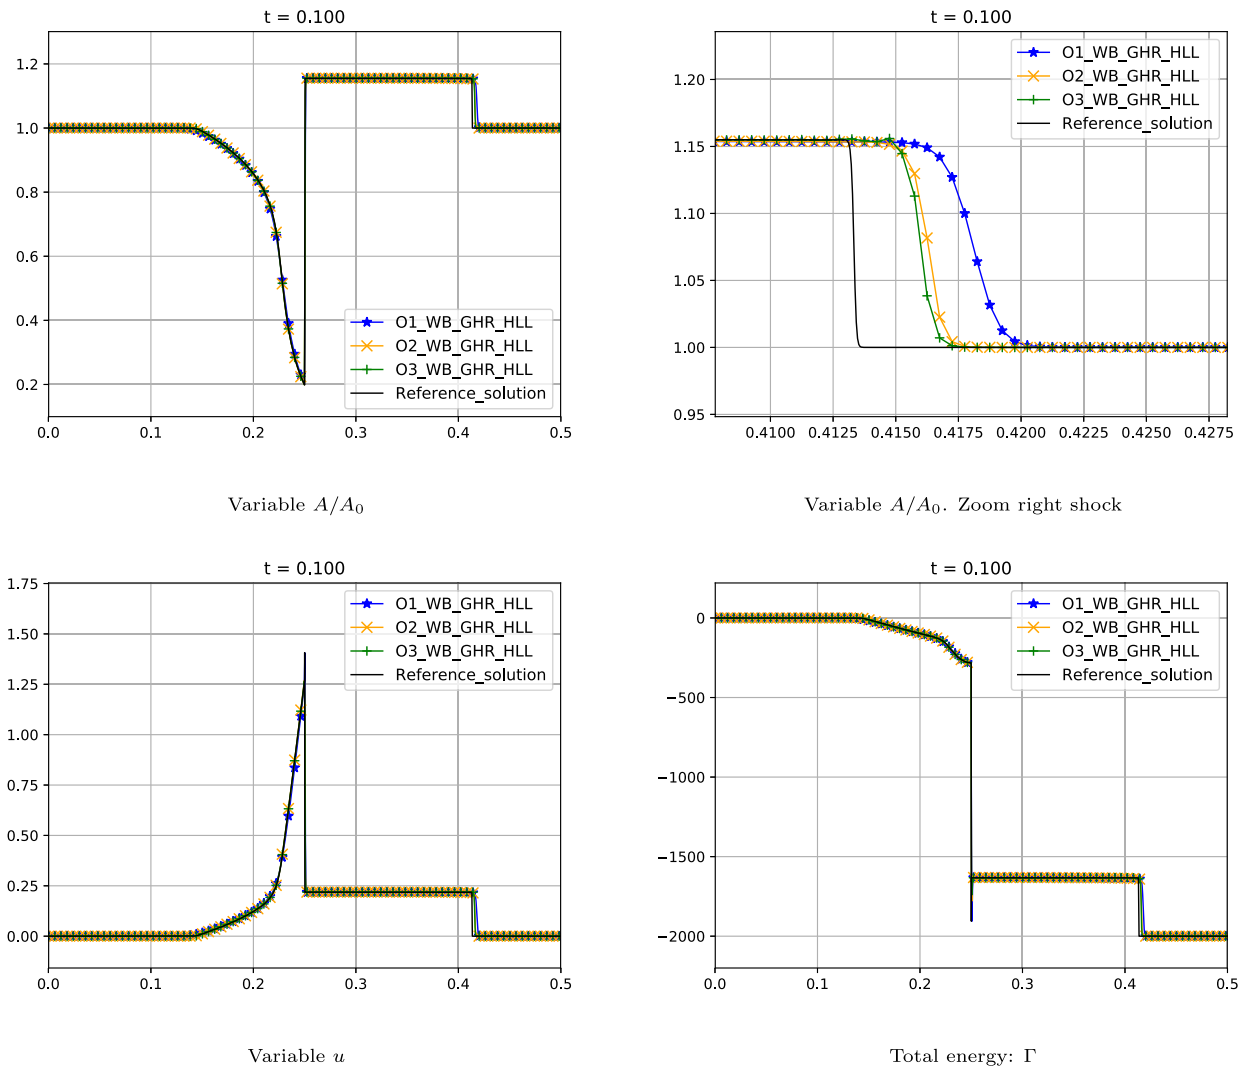 t = 0.100
1.2
1.0
0.8
0.6
0.4
0.2
O1_WB_GHR_HLL
O2_WB_GHR_HLL
O3_WB_GHR_HLL
Reference_solution
0.0 0.1 0.2 0.3 0.4 0.5
Variable A/A₀
t = 0.100
1.20
1.15
1.10
1.05
1.00
0.95
O1_WB_GHR_HLL
O2_WB_GHR_HLL
O3_WB_GHR_HLL
Reference_solution
0.4100 0.4125 0.4150 0.4175 0.4200 0.4225 0.4250 0.4275
Variable A/A₀. Zoom right shock
t = 0.100
1.75
1.50
1.25
1.00
0.75
0.50
0.25
0.00
O1_WB_GHR_HLL
O2_WB_GHR_HLL
O3_WB_GHR_HLL
Reference_solution
0.0 0.1 0.2 0.3 0.4 0.5
Variable u
t = 0.100
0
−500
−1000
−1500
−2000
O1_WB_GHR_HLL
O2_WB_GHR_HLL
O3_WB_GHR_HLL
Reference_solution
0.0 0.1 0.2 0.3 0.4 0.5
Total energy: Γ